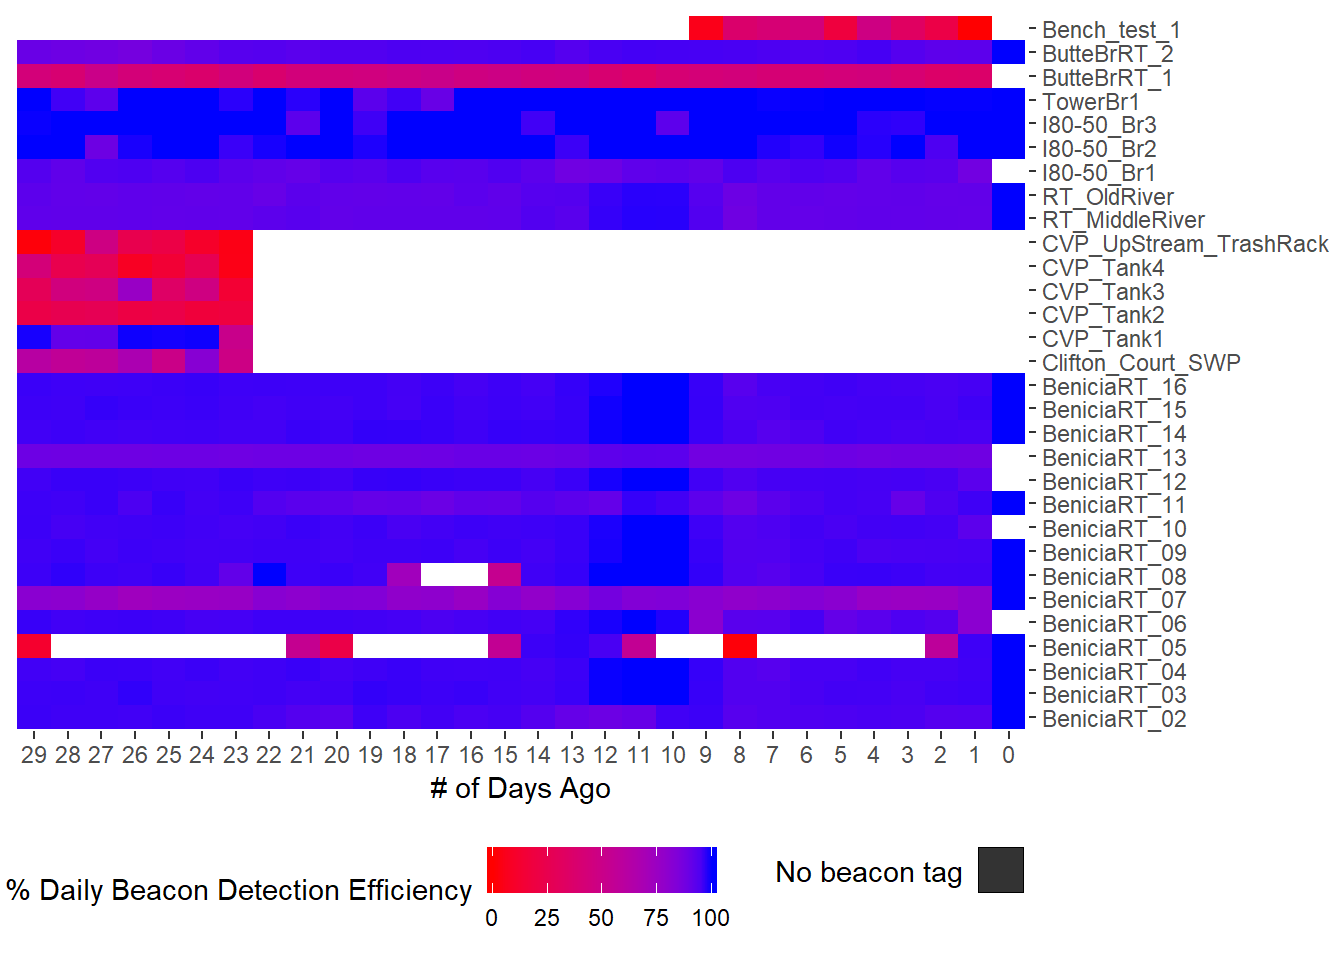 Bench_test_1
ButteBrRT_2
ButteBrRT_1
TowerBr1
I80-50_Br3
I80-50_Br2
I80-50_Br1
RT_OldRiver
RT_MiddleRiver
CVP_UpStream_TrashRack
CVP_Tank4
CVP_Tank3
CVP_Tank2
CVP_Tank1
Clifton_Court_SWP
BeniciaRT_16
BeniciaRT_15
BeniciaRT_14
BeniciaRT_13
BeniciaRT_12
BeniciaRT_11
BeniciaRT_10
BeniciaRT_09
BeniciaRT_08
BeniciaRT_07
BeniciaRT_06
BeniciaRT_05
BeniciaRT_04
BeniciaRT_03
BeniciaRT_02
29 28 27 26 25 24 23 22 21 20 19 18 17 16 15 14 13 12 11 10 9 8 7 6 5 4 3 2 1 0
# of Days Ago
% Daily Beacon Detection Efficiency
0 25 50 75 100
No beacon tag